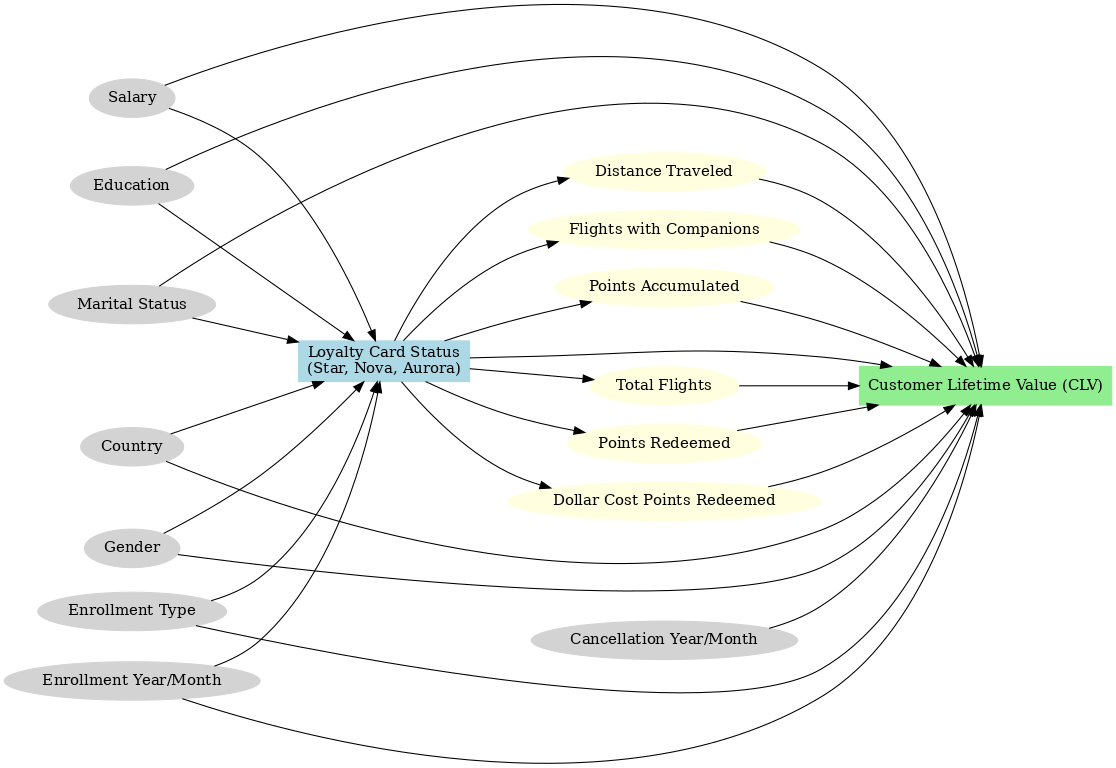 Salary
Education
Marital Status
Country
Gender
Enrollment Type
Enrollment Year/Month
Loyalty Card Status
(Star, Nova, Aurora)
Distance Traveled
Flights with Companions
Points Accumulated
Total Flights
Points Redeemed
Dollar Cost Points Redeemed
Cancellation Year/Month
Customer Lifetime Value (CLV)